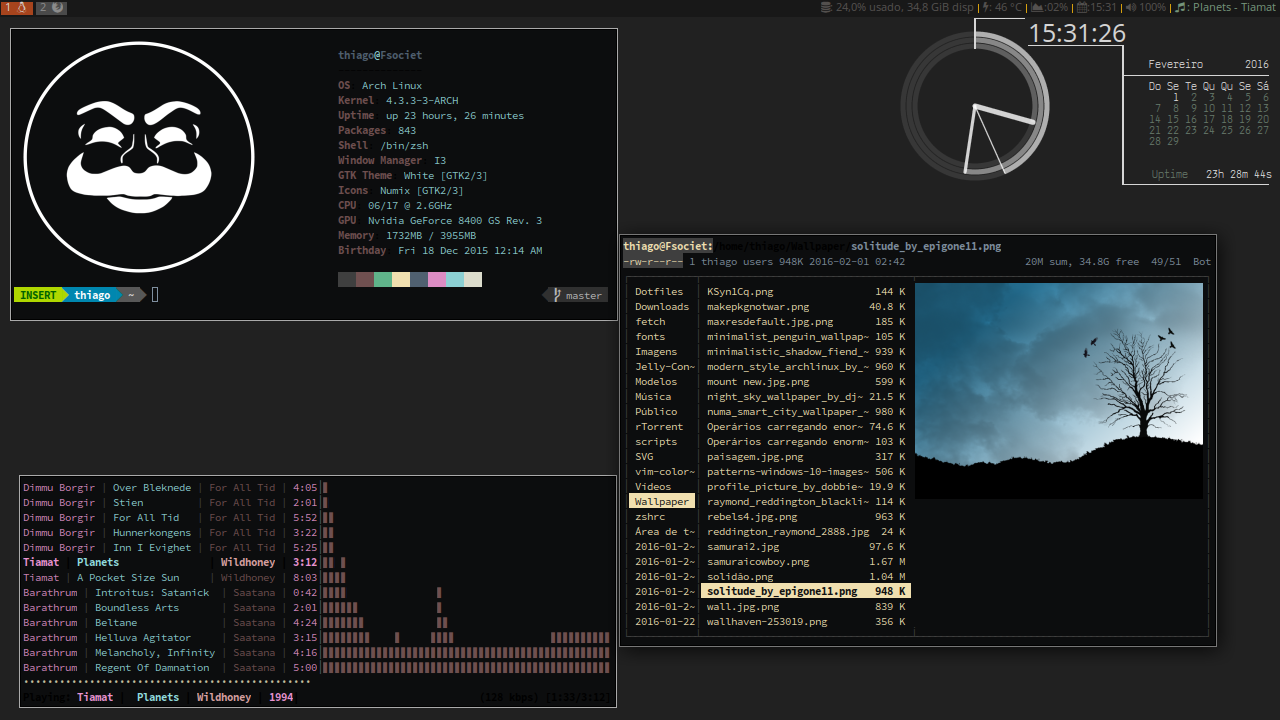 1 2 24,0% usado, 34,8 GiB disp | : 46 °C | :02% | :15:31 | 100% | : Planets - Tiamat
15:31:26
Fevereiro 2016
Do Se Te Qu Qu Se Sá
1 2 3 4 5 6
7 8 9 10 11 12 13
14 15 16 17 18 19 20
21 22 23 24 25 26 27
28 29
Uptime 23h 28m 44s
thiago@Fsociet
OS Arch Linux
Kernel 4.3.3-3-ARCH
Uptime up 23 hours, 26 minutes
Packages 843
Shell /bin/zsh
Window Manager I3
GTK Theme White [GTK2/3]
Icons Numix [GTK2/3]
CPU 06/17 @ 2.6GHz
GPU Nvidia GeForce 8400 GS Rev. 3
Memory 1732MB / 3955MB
Birthday Fri 18 Dec 2015 12:14 AM
INSERT thiago ~ master
thiago@Fsociet:/home/thiago/Wallpaper/solitude_by_epigone11.png
-rw-r--r-- 1 thiago users 948K 2016-02-01 02:42 20M sum, 34.8G free 49/51 Bot
Dotfiles KSyn1Cq.png 144 K
Downloads makepkgnotwar.png 40.8 K
fetch maxresdefault.jpg.png 185 K
fonts minimalist_penguin_wallpap~ 105 K
Imagens minimalistic_shadow_fiend_~ 939 K
Jelly-Con~ modern_style_archlinux_by_~ 960 K
Modelos mount new.jpg.png 599 K
Música night_sky_wallpaper_by_dj~ 21.5 K
Público numa_smart_city_wallpaper_~ 980 K
rTorrent Operários carregando enor~ 74.6 K
scripts Operários carregando enorm~ 103 K
SVG paisagem.jpg.png 317 K
vim-color~ patterns-windows-10-images~ 506 K
Vídeos profile_picture_by_dobbie~ 19.9 K
Wallpaper raymond_reddington_blackli~ 114 K
zshrc rebels4.jpg.png 963 K
Área de t~ reddington_raymond_2888.jpg 24 K
2016-01-2~ samurai2.jpg 97.6 K
2016-01-2~ samuraicowboy.png 1.67 M
2016-01-2~ solidão.png 1.04 M
2016-01-2~ solitude_by_epigone11.png 948 K
2016-01-2~ wall.jpg.png 839 K
2016-01-22 wallhaven-253019.png 356 K
Dimmu Borgir | Over Bleknede | For All Tid | 4:05
Dimmu Borgir | Stien | For All Tid | 2:01
Dimmu Borgir | For All Tid | For All Tid | 5:52
Dimmu Borgir | Hunnerkongens | For All Tid | 3:22
Dimmu Borgir | Inn I Evighet | For All Tid | 5:25
Tiamat | Planets | Wildhoney | 3:12
Tiamat | A Pocket Size Sun | Wildhoney | 8:03
Barathrum | Introitus: Satanick | Saatana | 0:42
Barathrum | Boundless Arts | Saatana | 2:01
Barathrum | Beltane | Saatana | 4:24
Barathrum | Helluva Agitator | Saatana | 3:15
Barathrum | Melancholy, Infinity | Saatana | 4:16
Barathrum | Regent Of Damnation | Saatana | 5:00
Playing: Tiamat | Planets | Wildhoney | 1994| (320 kbps) [1:33/3:12]